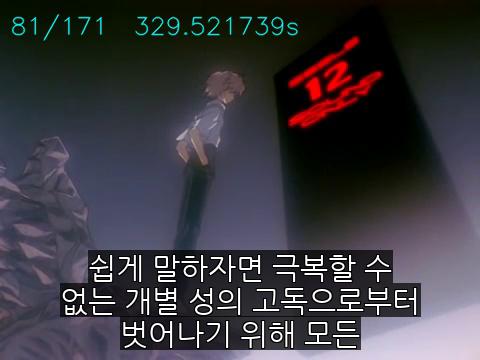 81/171 329.521739s
12
쉽게 말하자면 극복할 수
없는 개별 성의 고독으로부터
벗어나기 위해 모든